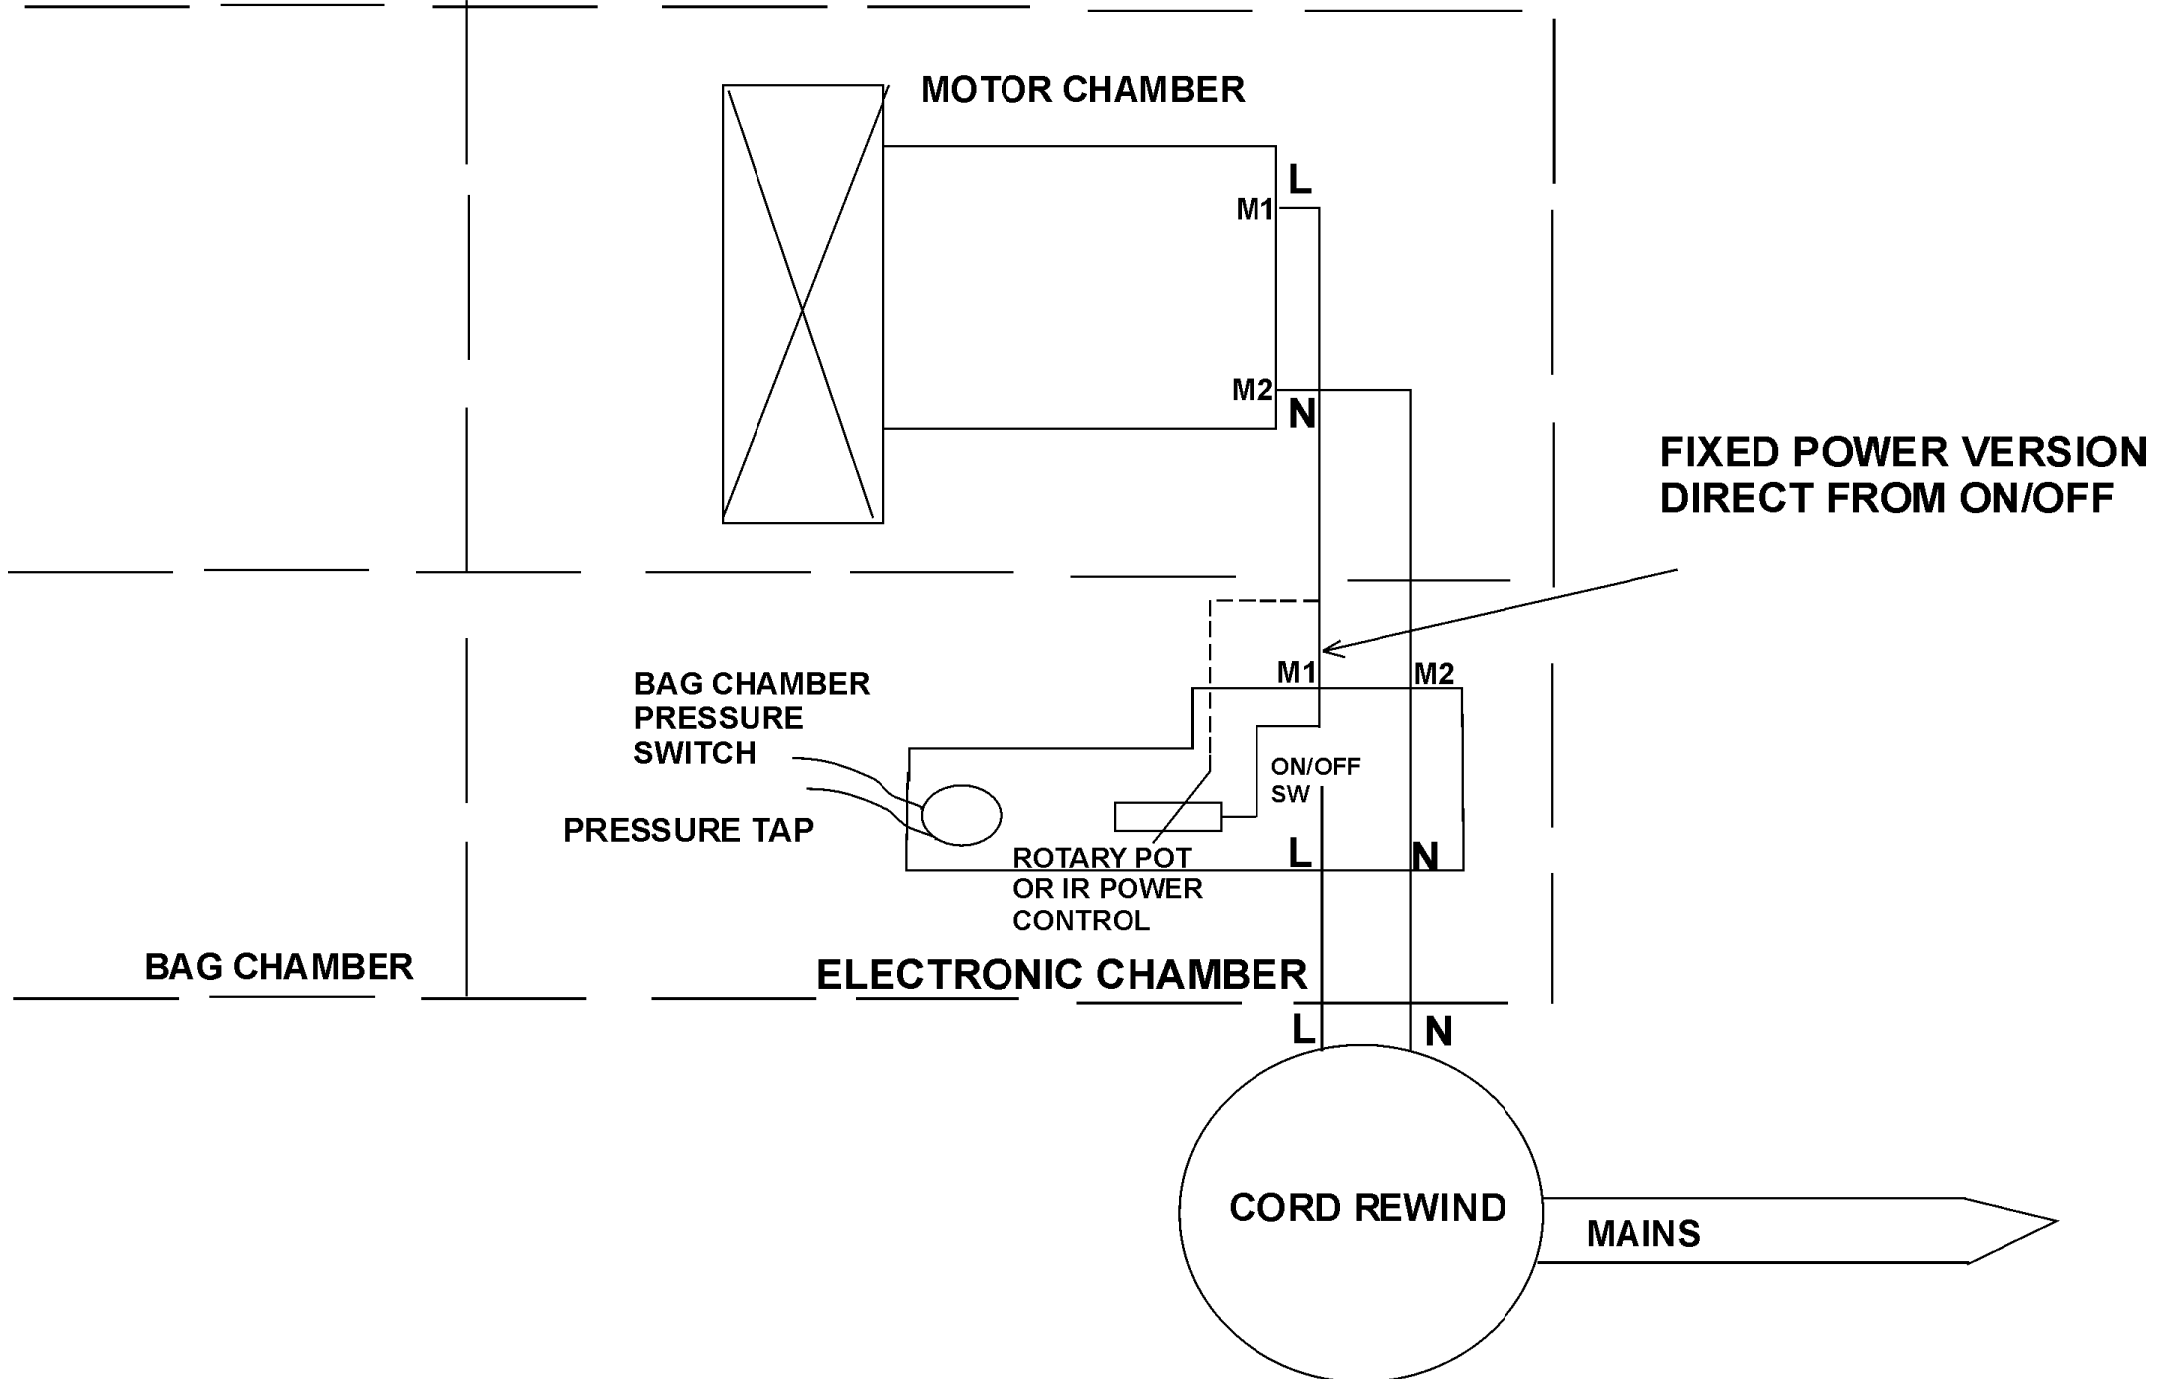 MOTOR CHAMBER
L
M1
M2
N
FIXED POWER VERSION
DIRECT FROM ON/OFF
M1
M2
BAG CHAMBER
PRESSURE
SWITCH
ON/OFF
SW
PRESSURE TAP
L
N
ROTARY POT
OR IR POWER
CONTROL
BAG CHAMBER
ELECTRONIC CHAMBER
L
N
CORD REWIND
MAINS